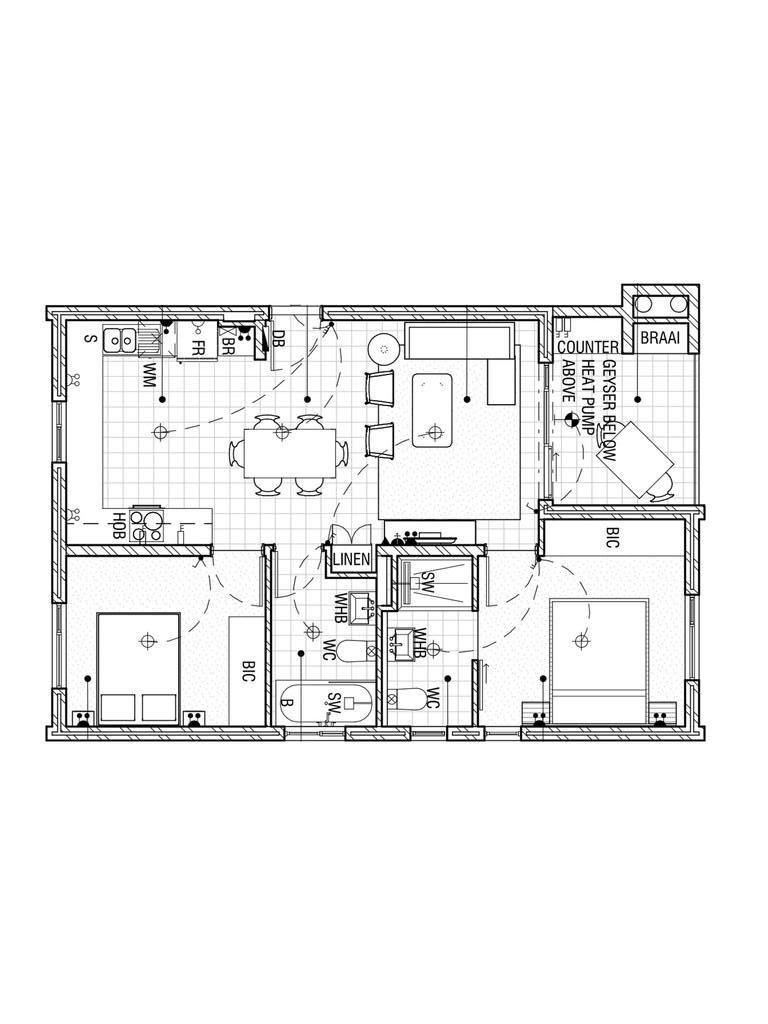 S
WM
FR
BR
DB
COUNTER
BRAAI
GEYSER BELOW
HEAT PUMP
ABOVE
HOB
LINEN
BIC
SW
WHB
WHB
WC
BIC
WC
B
SW